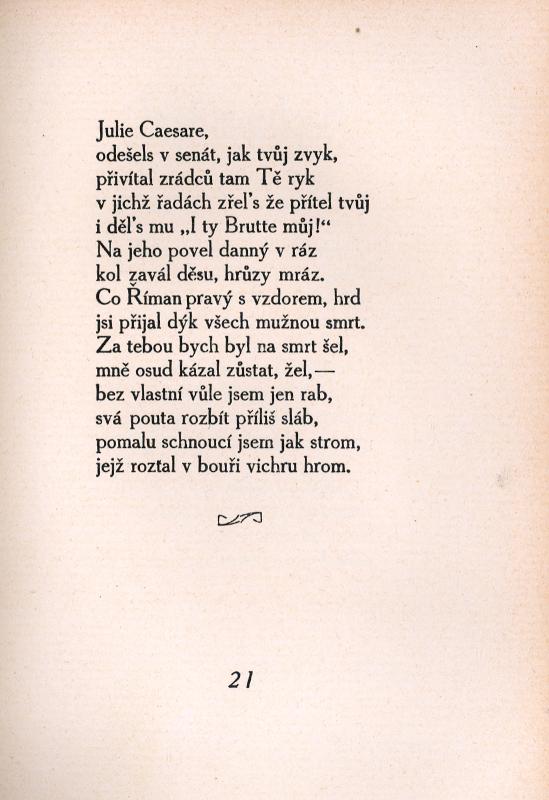 Julie Caesare,
odešels v senát, jak tvůj zvyk,
přivítal zrádců tam Tě ryk
v jichž řadách zřel's že přítel tvůj
i děl's mu „I ty Brutte můj!“
Na jeho povel danný v ráz
kol zavál děsu, hrůzy mráz.
Co Říman pravý s vzdorem, hrd
jsi přijal dýk všech mužnou smrt.
Za tebou bych byl na smrt šel,
mně osud kázal zůstat, žel,—
bez vlastní vůle jsem jen rab,
svá pouta rozbít příliš sláb,
pomalu schnoucí jsem jak strom,
jejž rozťal v bouři vichru hrom.
21